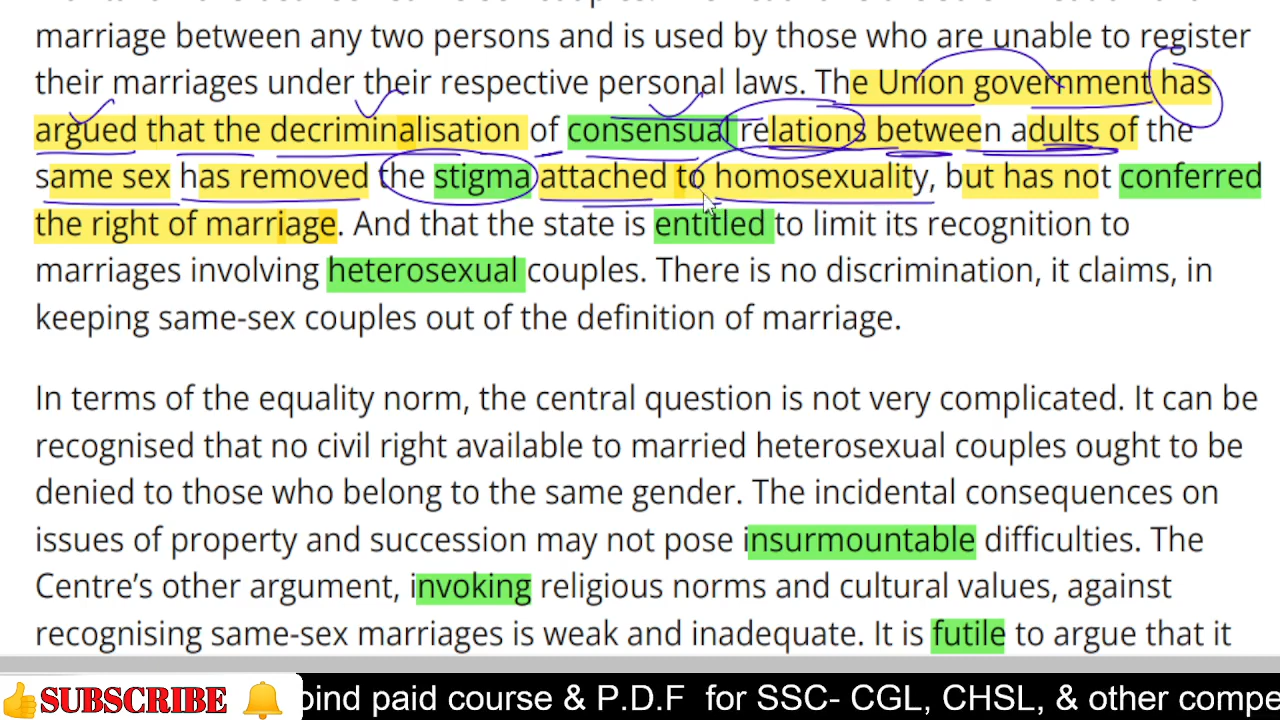 marriage between any two persons and is used by those who are unable to register
their marriages under their respective personal laws. The Union government has
argued that the decriminalisation of consensual relations between adults of the
same sex has removed the stigma attached to homosexuality, but has not conferred
the right of marriage. And that the state is entitled to limit its recognition to
marriages involving heterosexual couples. There is no discrimination, it claims, in
keeping same-sex couples out of the definition of marriage.
In terms of the equality norm, the central question is not very complicated. It can be
recognised that no civil right available to married heterosexual couples ought to be
denied to those who belong to the same gender. The incidental consequences on
issues of property and succession may not pose insurmountable difficulties. The
Centre’s other argument, invoking religious norms and cultural values, against
recognising same-sex marriages is weak and inadequate. It is futile to argue that it
SUBSCRIBE bind paid course & P.D.F for SSC- CGL, CHSL, & other compe